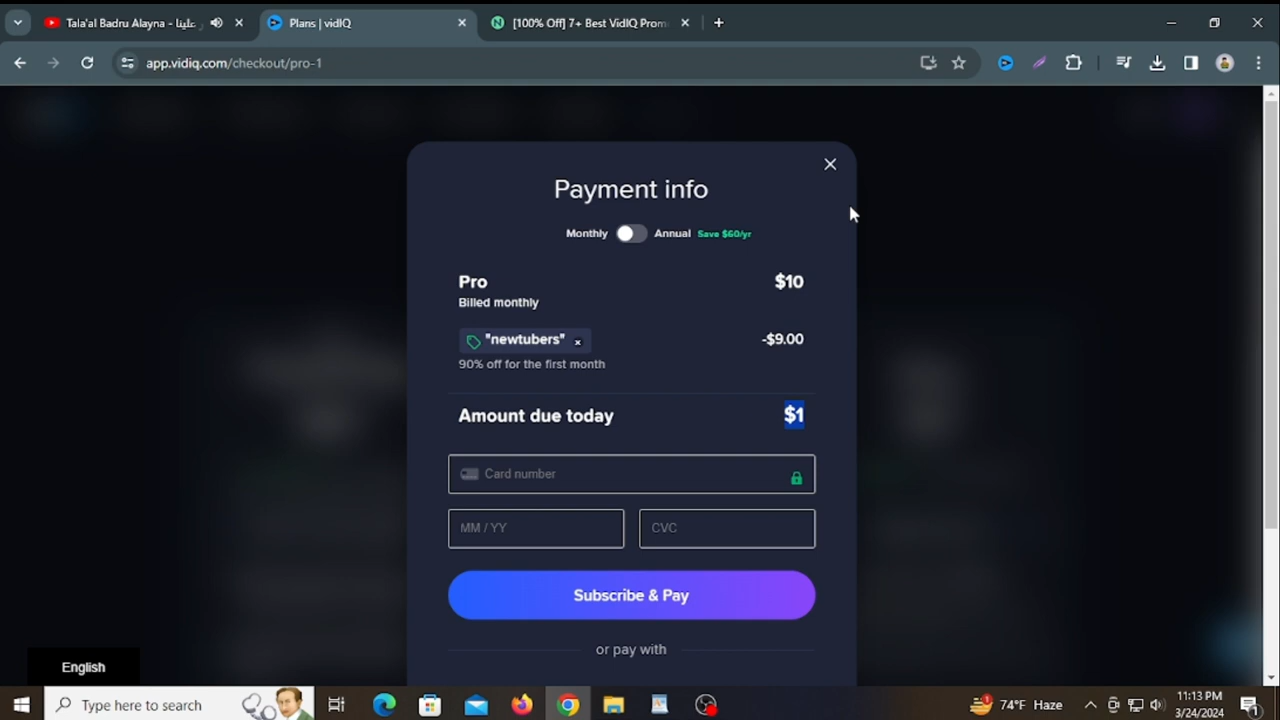 Tala'al Badru Alayna - علينا
Plans | vidIQ
[100% Off] 7+ Best VidIQ Prom
app.vidiq.com/checkout/pro-1
Payment info
Monthly Annual Save $60/yr
Pro $10
Billed monthly
"newtubers" × -$9.00
90% off for the first month
Amount due today $1
Card number
MM / YY CVC
Subscribe & Pay
or pay with
English
Type here to search
74°F Haze
11:13 PM
3/24/2024
1